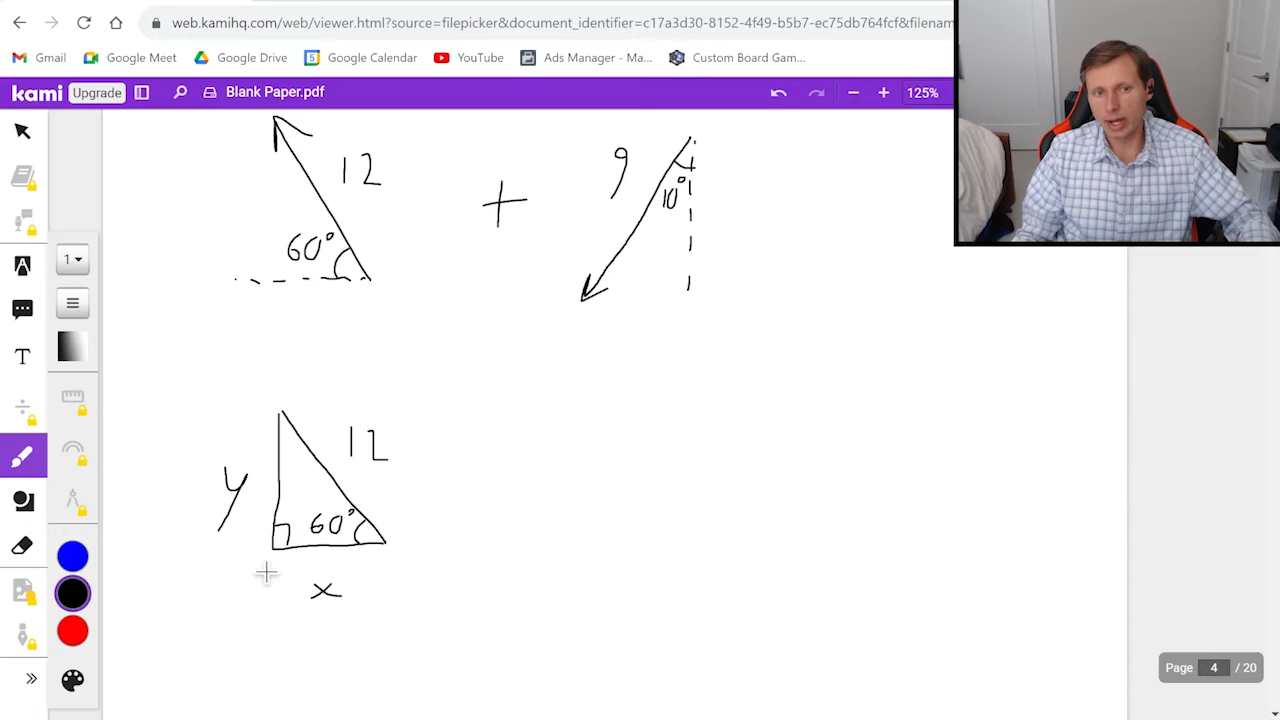 web.kamihq.com/web/viewer.html?source=filepicker&document_identifier=c17a3d30-8152-4f49-b5b7-ec75db764fcf&filenam
Gmail Google Meet Google Drive Google Calendar YouTube Ads Manager - Ma... Custom Board Gam...
5
kami Upgrade Blank Paper.pdf 125%
12
9
+
60°
10°
1
T
12
y
60°
x
Page 4 / 20